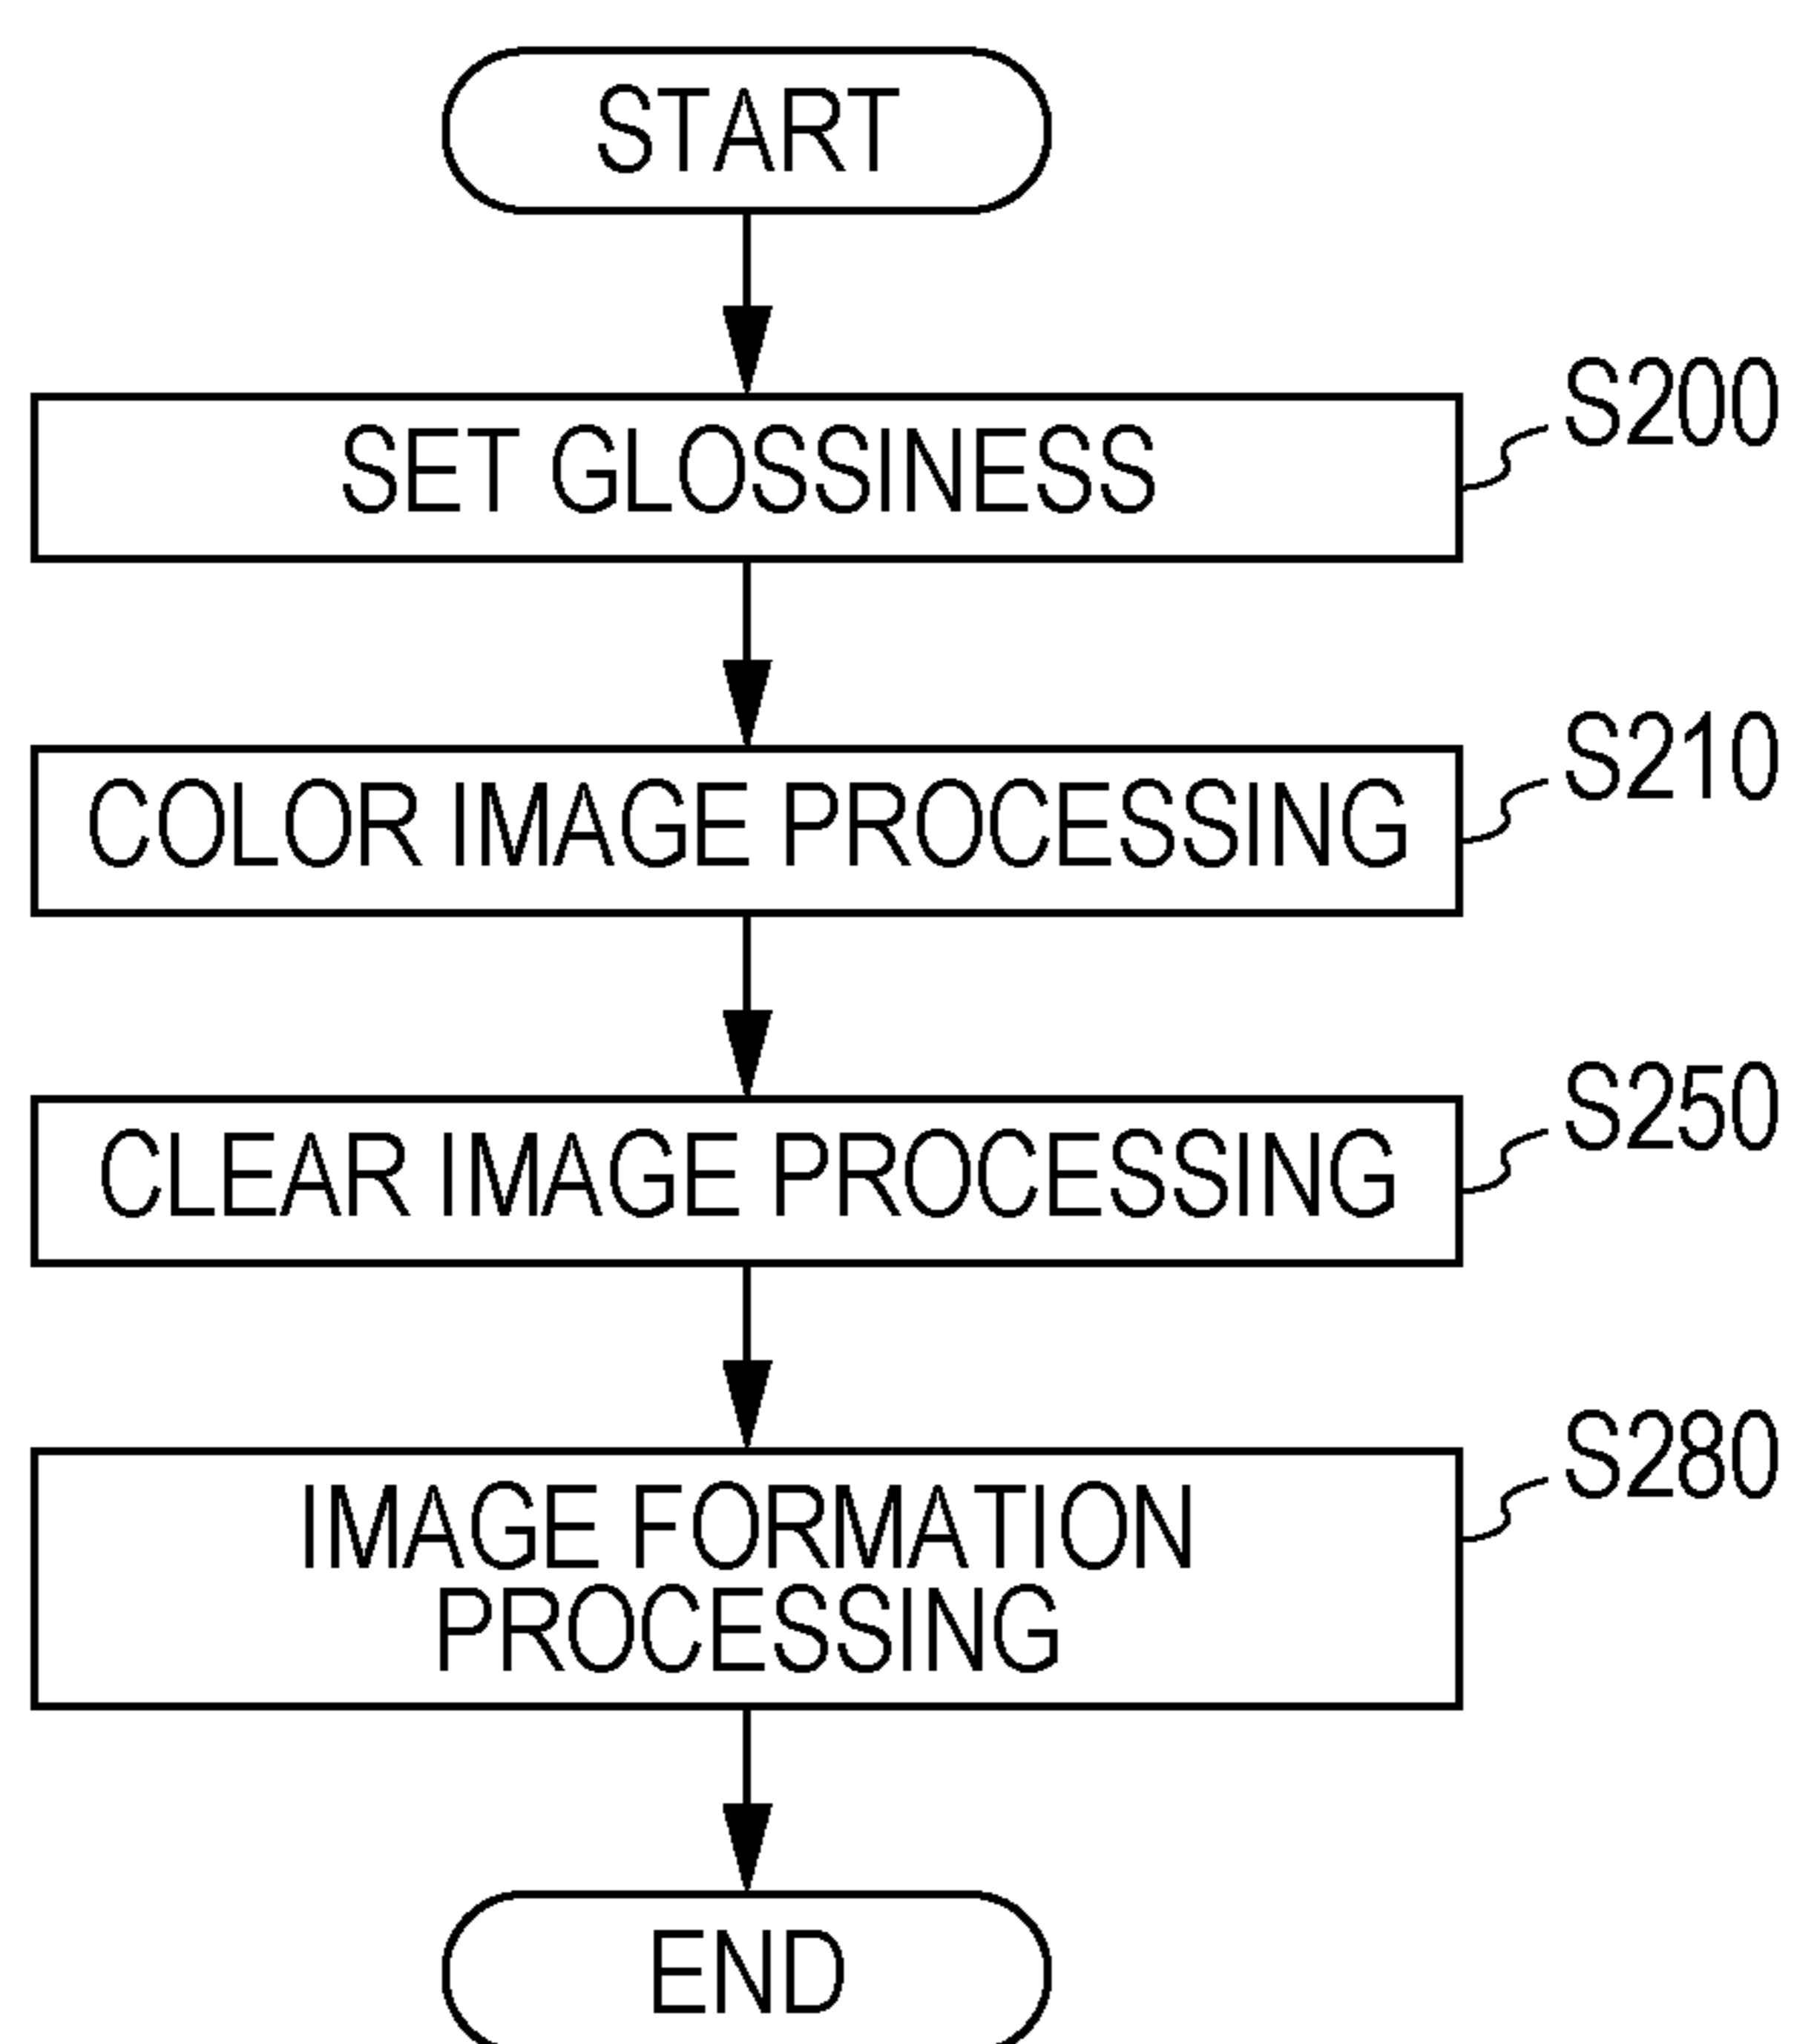 START
SET GLOSSINESS
S200
COLOR IMAGE PROCESSING
S210
CLEAR IMAGE PROCESSING
S250
IMAGE FORMATION
PROCESSING
S280
END